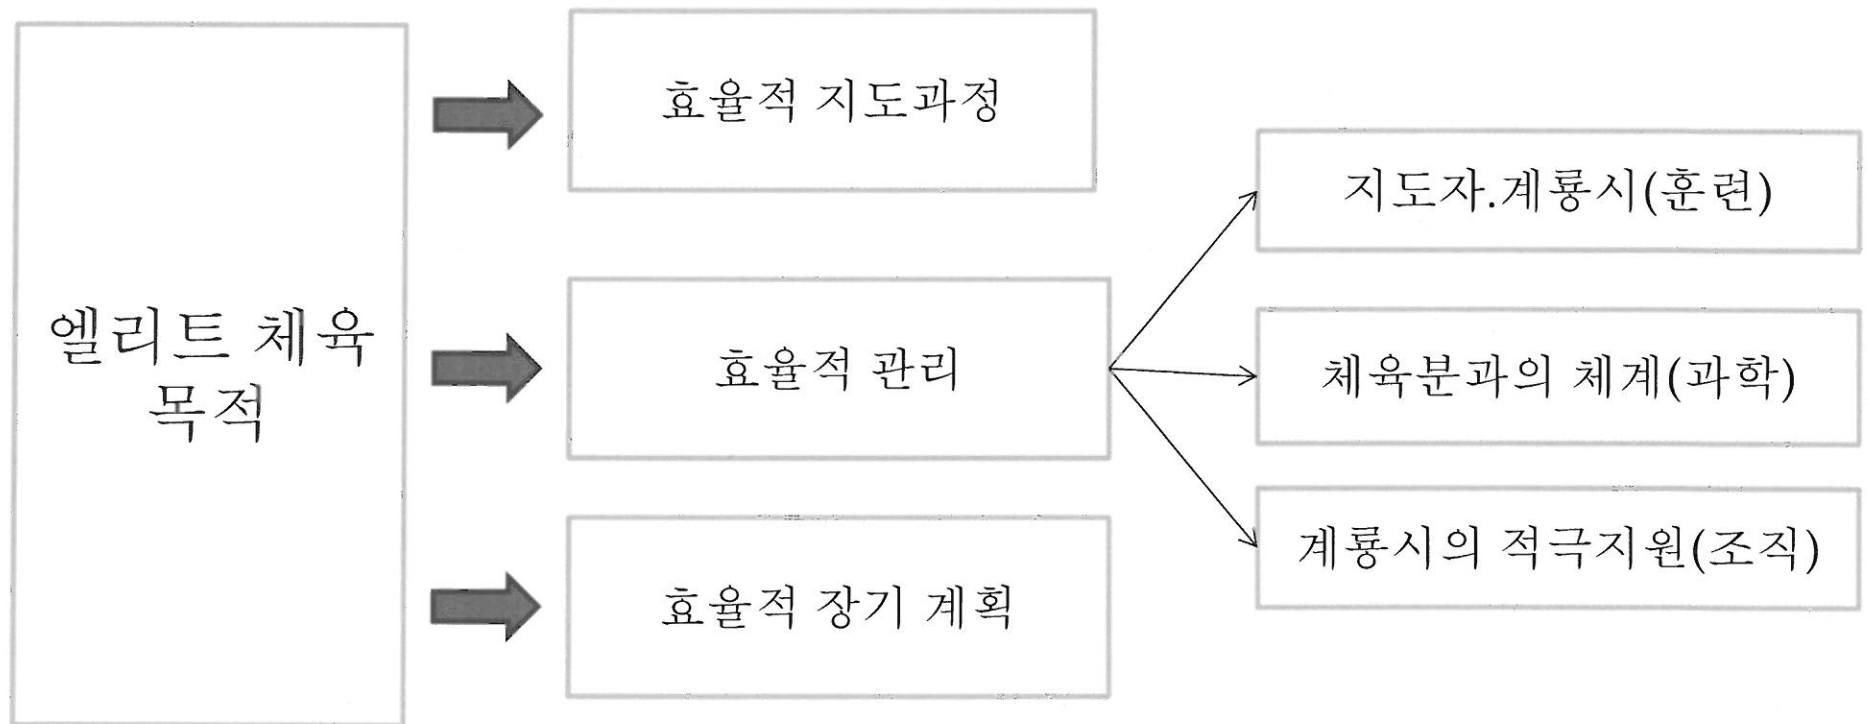 엘리트 체육
목적
효율적 지도과정
효율적 관리
효율적 장기 계획
지도자.계룡시(훈련)
체육분과의 체계(과학)
계룡시의 적극지원(조직)